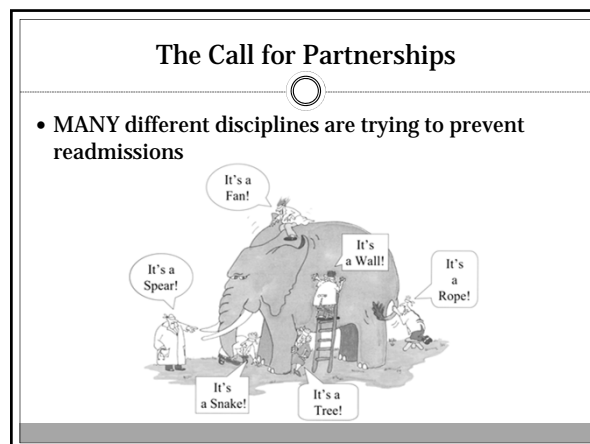 The Call for Partnerships
• MANY different disciplines are trying to prevent
readmissions
It's a
Fan!
It's
a Wall!
It's a
Spear!
It's
a
Rope!
It's
a Snake!
It's a
Tree!